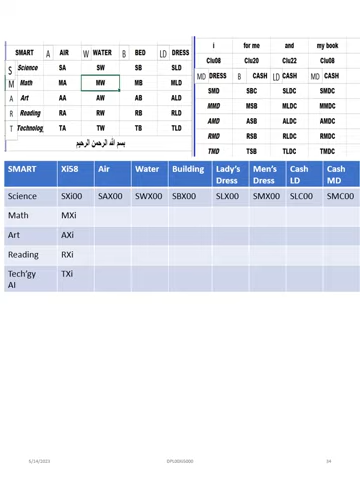 SMART A AIR W WATER B BED LD DRESS
S Science SA SW SB SLD
M Math MA MW MB MLD
A Art AA AW AB ALD
R Reading RA RW RB RLD
T Technolog TA TW TB TLD
بسم الله الرحمن الرحيم
i for me and my book
Clu08 Clu20 Clu22 Clu08
MD DRESS B CASH LD CASH MD CASH
SMD SBC SLDC SMDC
MMD MSB MLDC MMDC
AMD ASB ALDC AMDC
RMD RSB RLDC RMDC
TMD TSB TLDC TMDC
SMART Xi58 Air Water Building Lady's Dress Men's Dress Cash LD Cash MD
Science SXi00 SAX00 SWX00 SBX00 SLX00 SMX00 SLC00 SMC00
Math MXi
Art AXi
Reading RXi
Tech'gy AI TXi
34